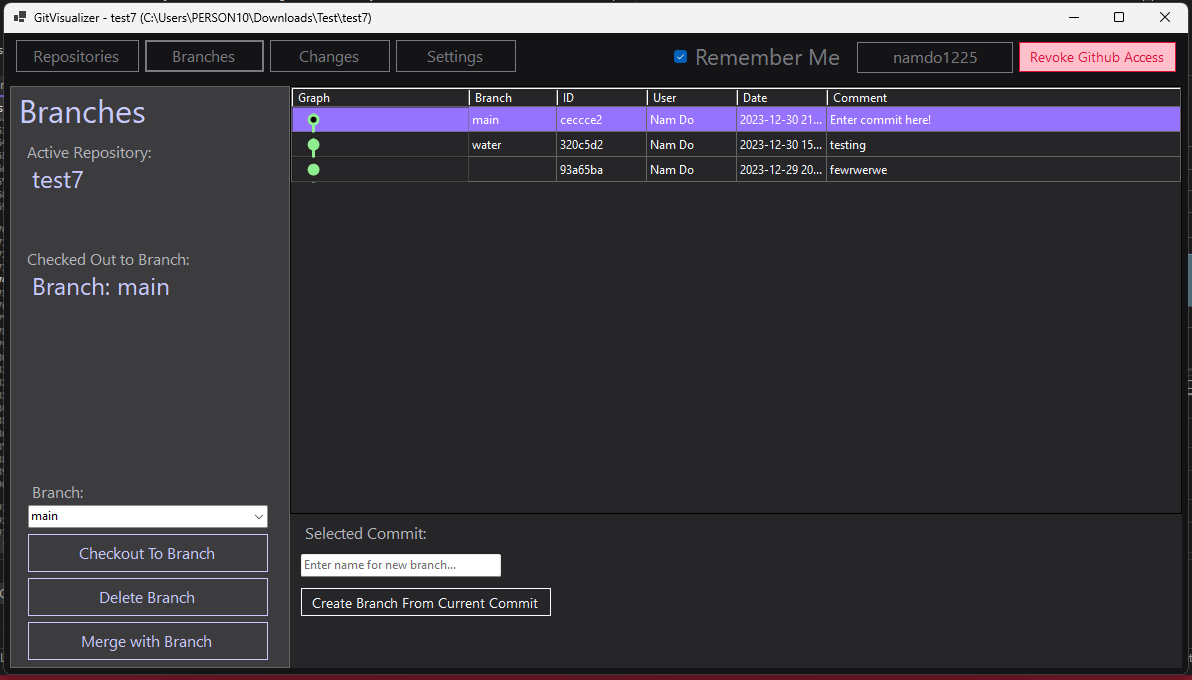 GitVisualizer - test7 (C:\Users\PERSON10\Downloads\Test\test7)
Repositories Branches Changes Settings Remember Me namdo1225 Revoke Github Access
Branches
Active Repository:
test7
Checked Out to Branch:
Branch: main
Branch:
main
Checkout To Branch
Delete Branch
Merge with Branch
Graph Branch ID User Date Comment
main ceccce2 Nam Do 2023-12-30 21... Enter commit here!
water 320c5d2 Nam Do 2023-12-30 15... testing
93a65ba Nam Do 2023-12-29 20... fewrwerwe
Selected Commit:
Enter name for new branch...
Create Branch From Current Commit